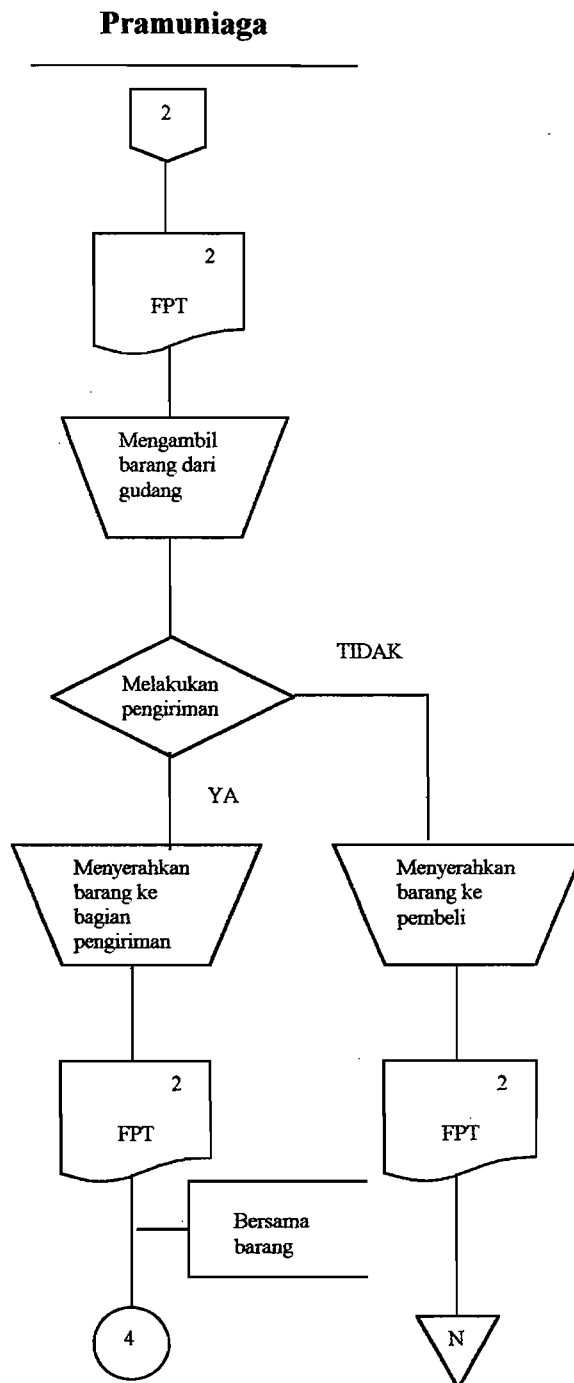 Pramuniaga
2
2
FPT
Mengambil
barang dari
gudang
TIDAK
Melakukan
pengiriman
YA
Menyerahkan
barang ke
bagian
pengiriman
Menyerahkan
barang ke
pembeli
2
FPT
2
FPT
Bersama
barang
4
N